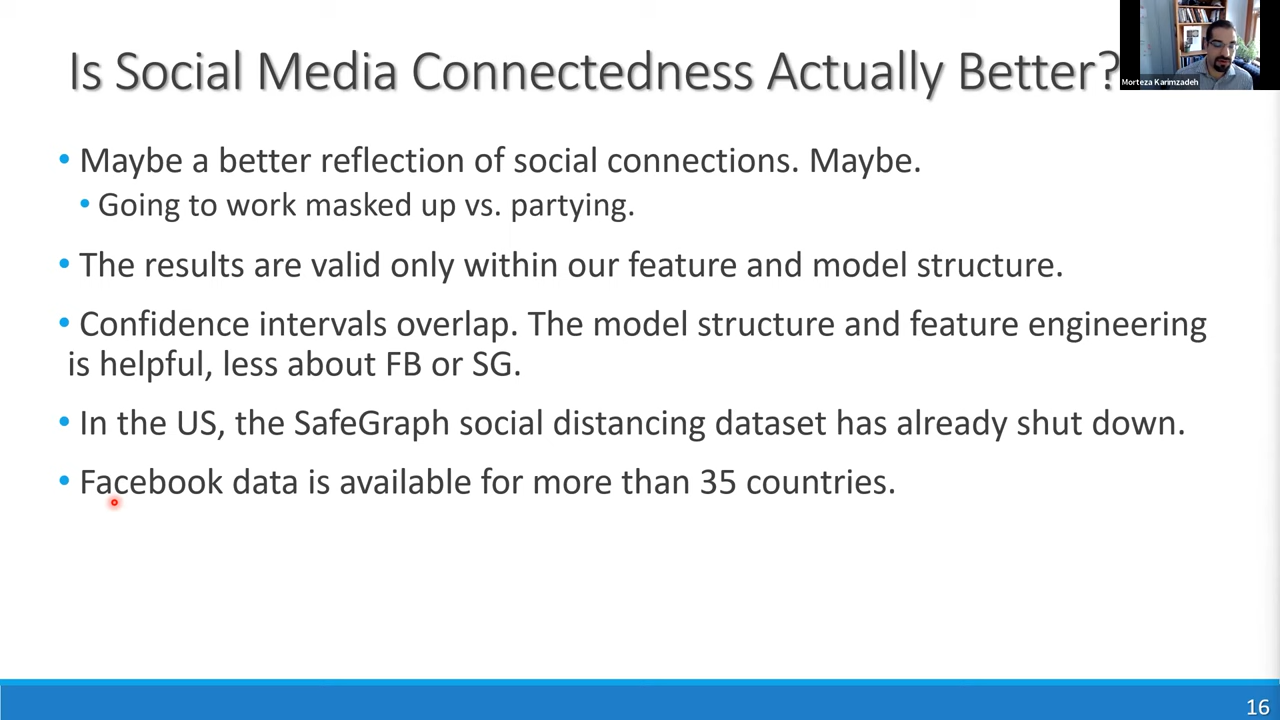 Is Social Media Connectedness Actually Better?
Morteza Karimzadeh
• Maybe a better reflection of social connections. Maybe.
• Going to work masked up vs. partying.
• The results are valid only within our feature and model structure.
• Confidence intervals overlap. The model structure and feature engineering
is helpful, less about FB or SG.
• In the US, the SafeGraph social distancing dataset has already shut down.
• Facebook data is available for more than 35 countries.
16